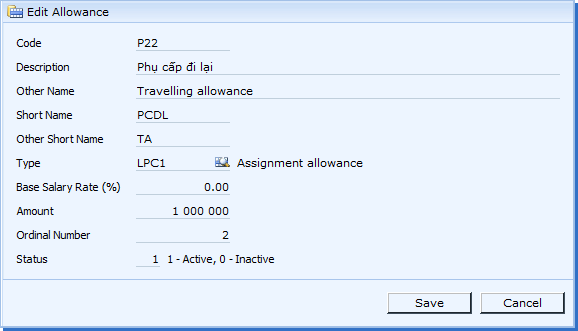 Edit Allowance
Code P22
Description Phụ cấp đi lại
Other Name Travelling allowance
Short Name PCDL
Other Short Name TA
Type LPC1 Assignment allowance
Base Salary Rate (%) 0.00
Amount 1 000 000
Ordinal Number 2
Status 1 1 - Active, 0 - Inactive
Save Cancel